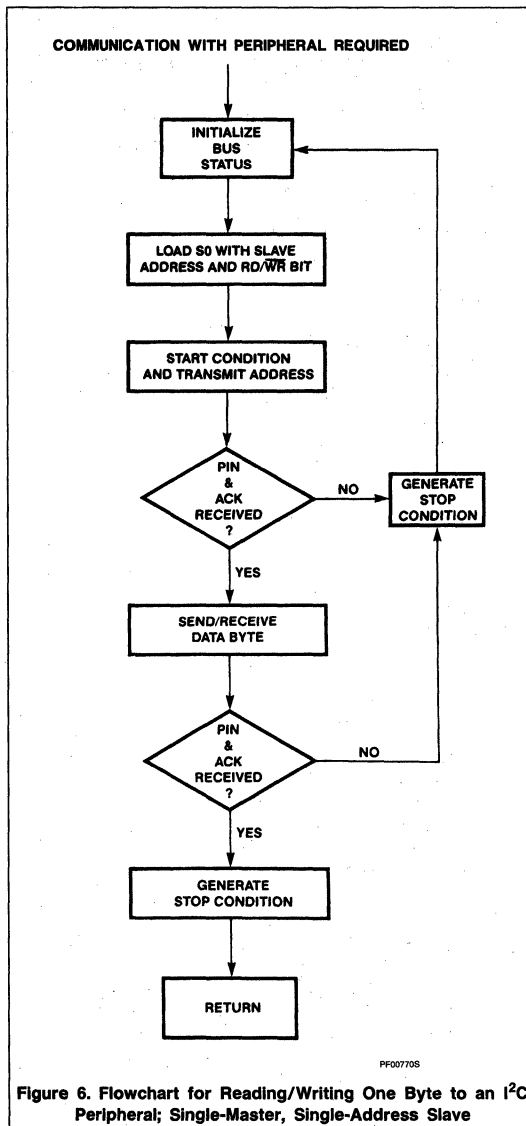 COMMUNICATION WITH PERIPHERAL REQUIRED
INITIALIZE
BUS
STATUS
LOAD S0 WITH SLAVE
ADDRESS AND RD/W̅R̅ BIT
START CONDITION
AND TRANSMIT ADDRESS
PIN
&
ACK
RECEIVED
?
NO
GENERATE
STOP
CONDITION
YES
SEND/RECEIVE
DATA BYTE
PIN
&
ACK
RECEIVED
?
NO
YES
GENERATE
STOP CONDITION
RETURN
PF00770S
Figure 6. Flowchart for Reading/Writing One Byte to an I²C
Peripheral; Single-Master, Single-Address Slave